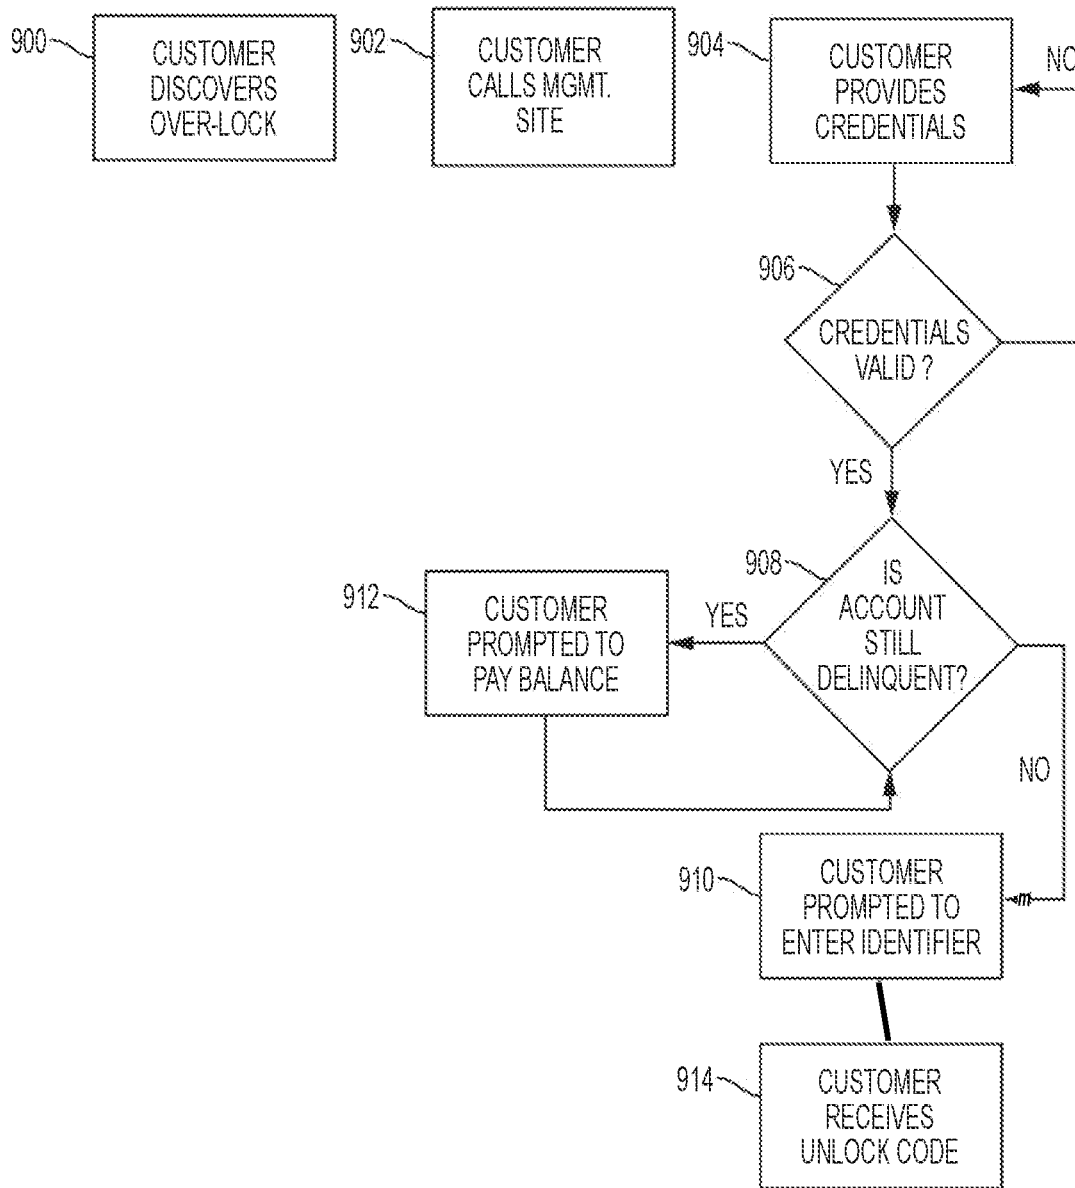 900
CUSTOMER
DISCOVERS
OVER-LOCK
902
CUSTOMER
CALLS MGMT.
SITE
904
CUSTOMER
PROVIDES
CREDENTIALS
NO
906
CREDENTIALS
VALID ?
YES
908
IS
ACCOUNT
STILL
DELINQUENT?
YES
912
CUSTOMER
PROMPTED TO
PAY BALANCE
NO
910
CUSTOMER
PROMPTED TO
ENTER IDENTIFIER
914
CUSTOMER
RECEIVES
UNLOCK CODE